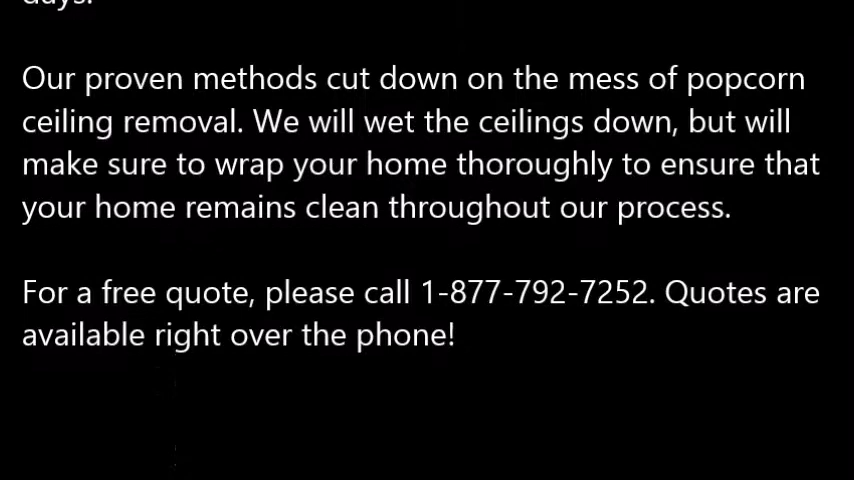 days.
Our proven methods cut down on the mess of popcorn
ceiling removal. We will wet the ceilings down, but will
make sure to wrap your home thoroughly to ensure that
your home remains clean throughout our process.
For a free quote, please call 1-877-792-7252. Quotes are
available right over the phone!